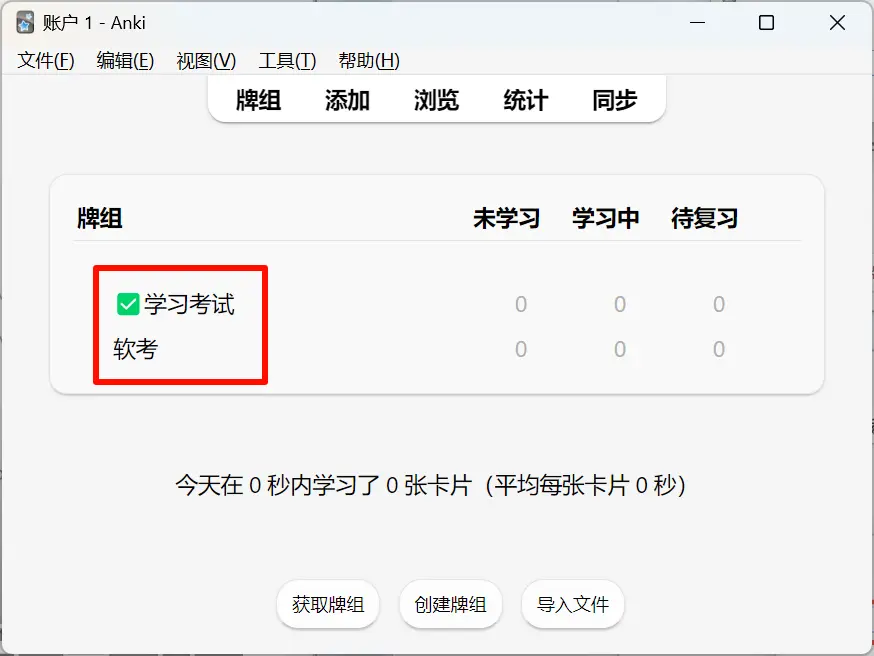 账户 1 - Anki
文件(F) 编辑(E) 视图(V) 工具(T) 帮助(H)
牌组 添加 浏览 统计 同步
牌组 未学习 学习中 待复习
✅学习考试 0 0 0
软考 0 0 0
今天在 0 秒内学习了 0 张卡片（平均每张卡片 0 秒）
获取牌组 创建牌组 导入文件